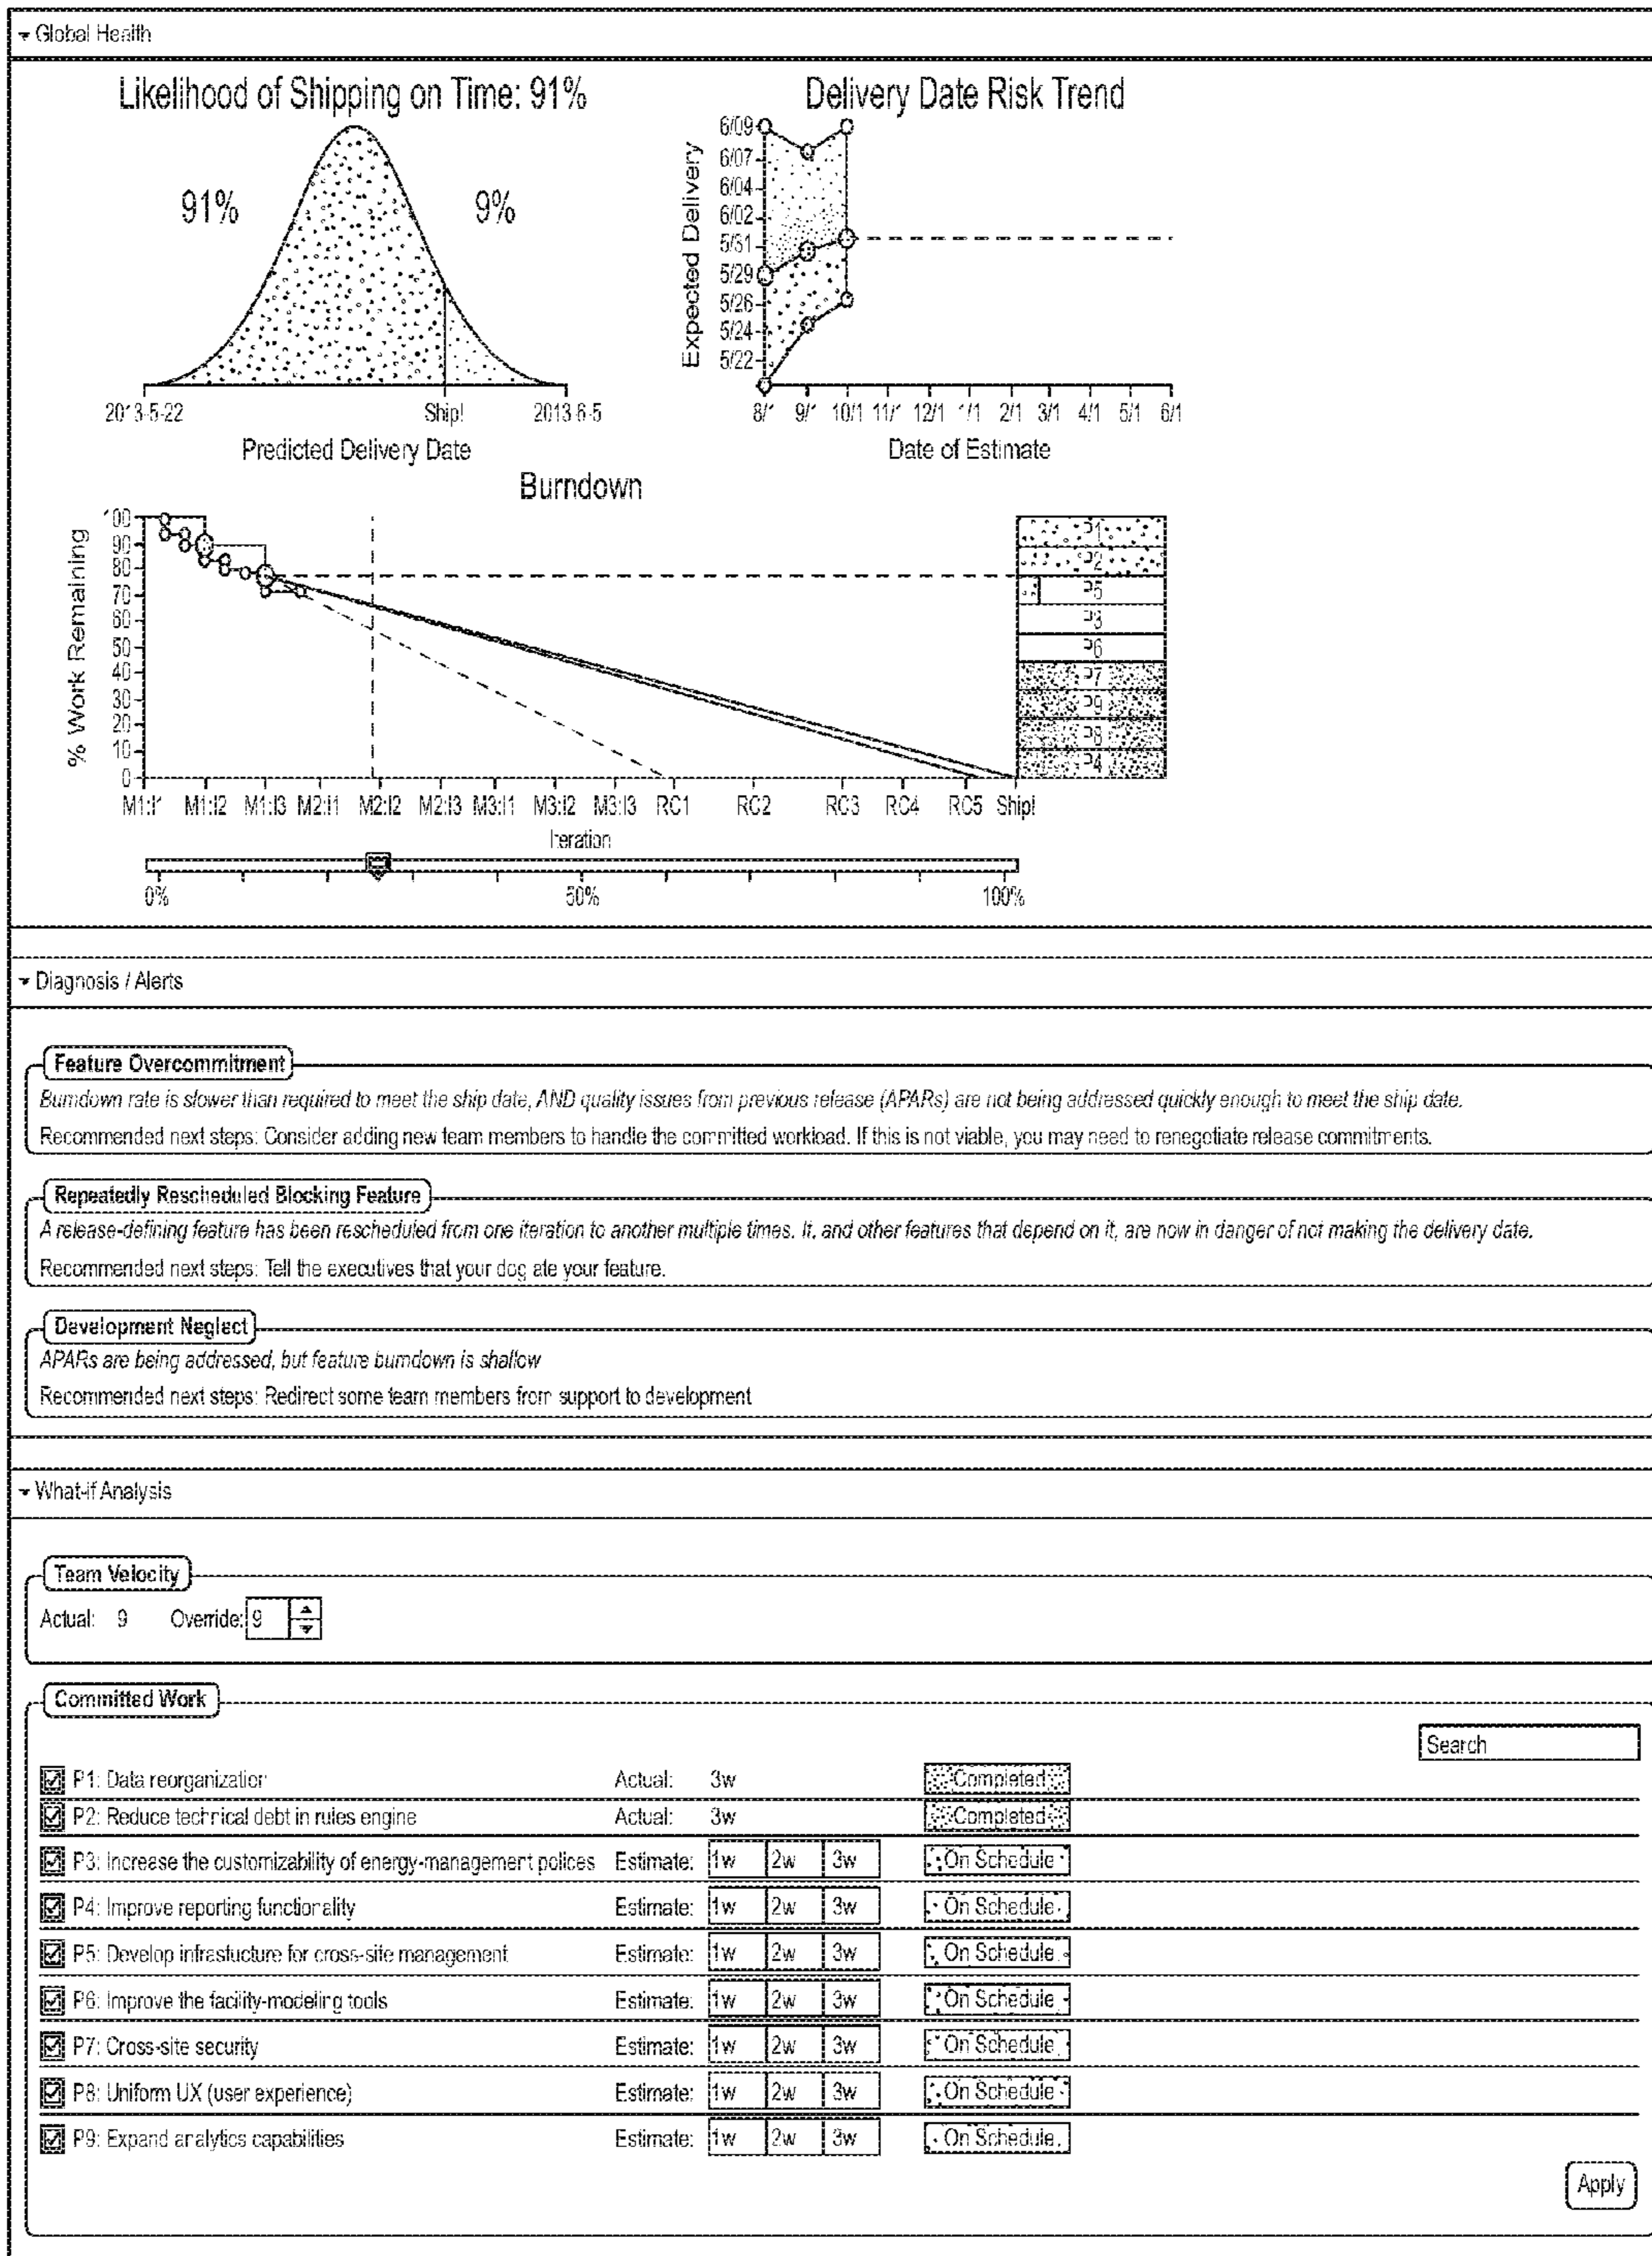 Global Health
Likelihood of Shipping on Time: 91%
91%
9%
2013-5-22
Ship!
2013-6-5
Predicted Delivery Date
Delivery Date Risk Trend
Expected Delivery
6/09
6/07
6/04
6/02
5/31
5/29
5/26
5/24
5/22
8/1 9/1 10/1 11/1 12/1 1/1 2/1 3/1 4/1 5/1 6/1
Date of Estimate
Burndown
% Work Remaining
100
90
80
70
60
50
40
30
20
10
0
M1:I1 M1:I2 M1:I3 M2:I1 M2:I2 M2:I3 M3:I1 M3:I2 M3:I3 RC1 RC2 RC3 RC4 RC5 Ship!
Iteration
0% 50% 100%
P1
P2
P5
P3
P6
P7
P9
P8
P4
Diagnosis / Alerts
Feature Overcommitment
Burndown rate is slower than required to meet the ship date, AND quality issues from previous release (APARs) are not being addressed quickly enough to meet the ship date.
Recommended next steps: Consider adding new team members to handle the committed workload. If this is not viable, you may need to renegotiate release commitments.
Repeatedly Rescheduled Blocking Feature
A release-defining feature has been rescheduled from one iteration to another multiple times. It, and other features that depend on it, are now in danger of not making the delivery date.
Recommended next steps: Tell the executives that your dog ate your feature.
Development Neglect
APARs are being addressed, but feature burndown is shallow
Recommended next steps: Redirect some team members from support to development
What-if Analysis
Team Velocity
Actual: 9 Override: 9
Committed Work
Search
P1: Data reorganization Actual: 3w Completed
P2: Reduce technical debt in rules engine Actual: 3w Completed
P3: Increase the customizability of energy-management polices Estimate: 1w 2w 3w On Schedule
P4: Improve reporting functionality Estimate: 1w 2w 3w On Schedule
P5: Develop infrastucture for cross-site management Estimate: 1w 2w 3w On Schedule
P6: Improve the facility-modeling tools Estimate: 1w 2w 3w On Schedule
P7: Cross-site security Estimate: 1w 2w 3w On Schedule
P8: Uniform UX (user experience) Estimate: 1w 2w 3w On Schedule
P9: Expand analytics capabilities Estimate: 1w 2w 3w On Schedule
Apply